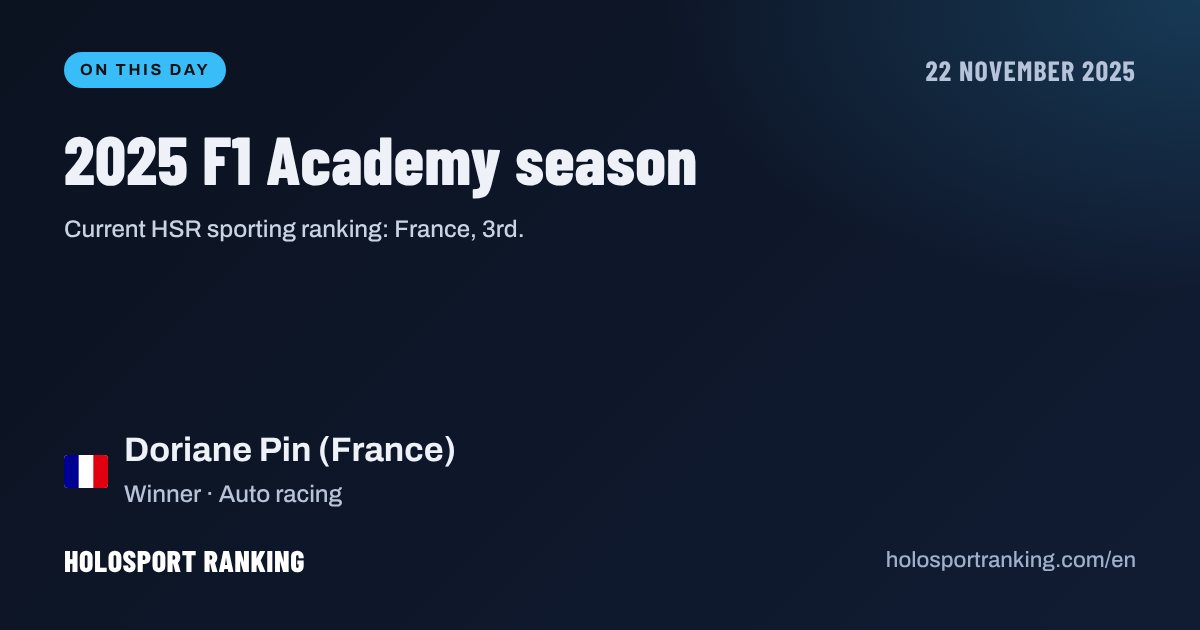 ON THIS DAY
22 NOVEMBER 2025
2025 F1 Academy season
Current HSR sporting ranking: France, 3rd.
Doriane Pin (France)
Winner · Auto racing
HOLOSPORT RANKING
holosportranking.com/en